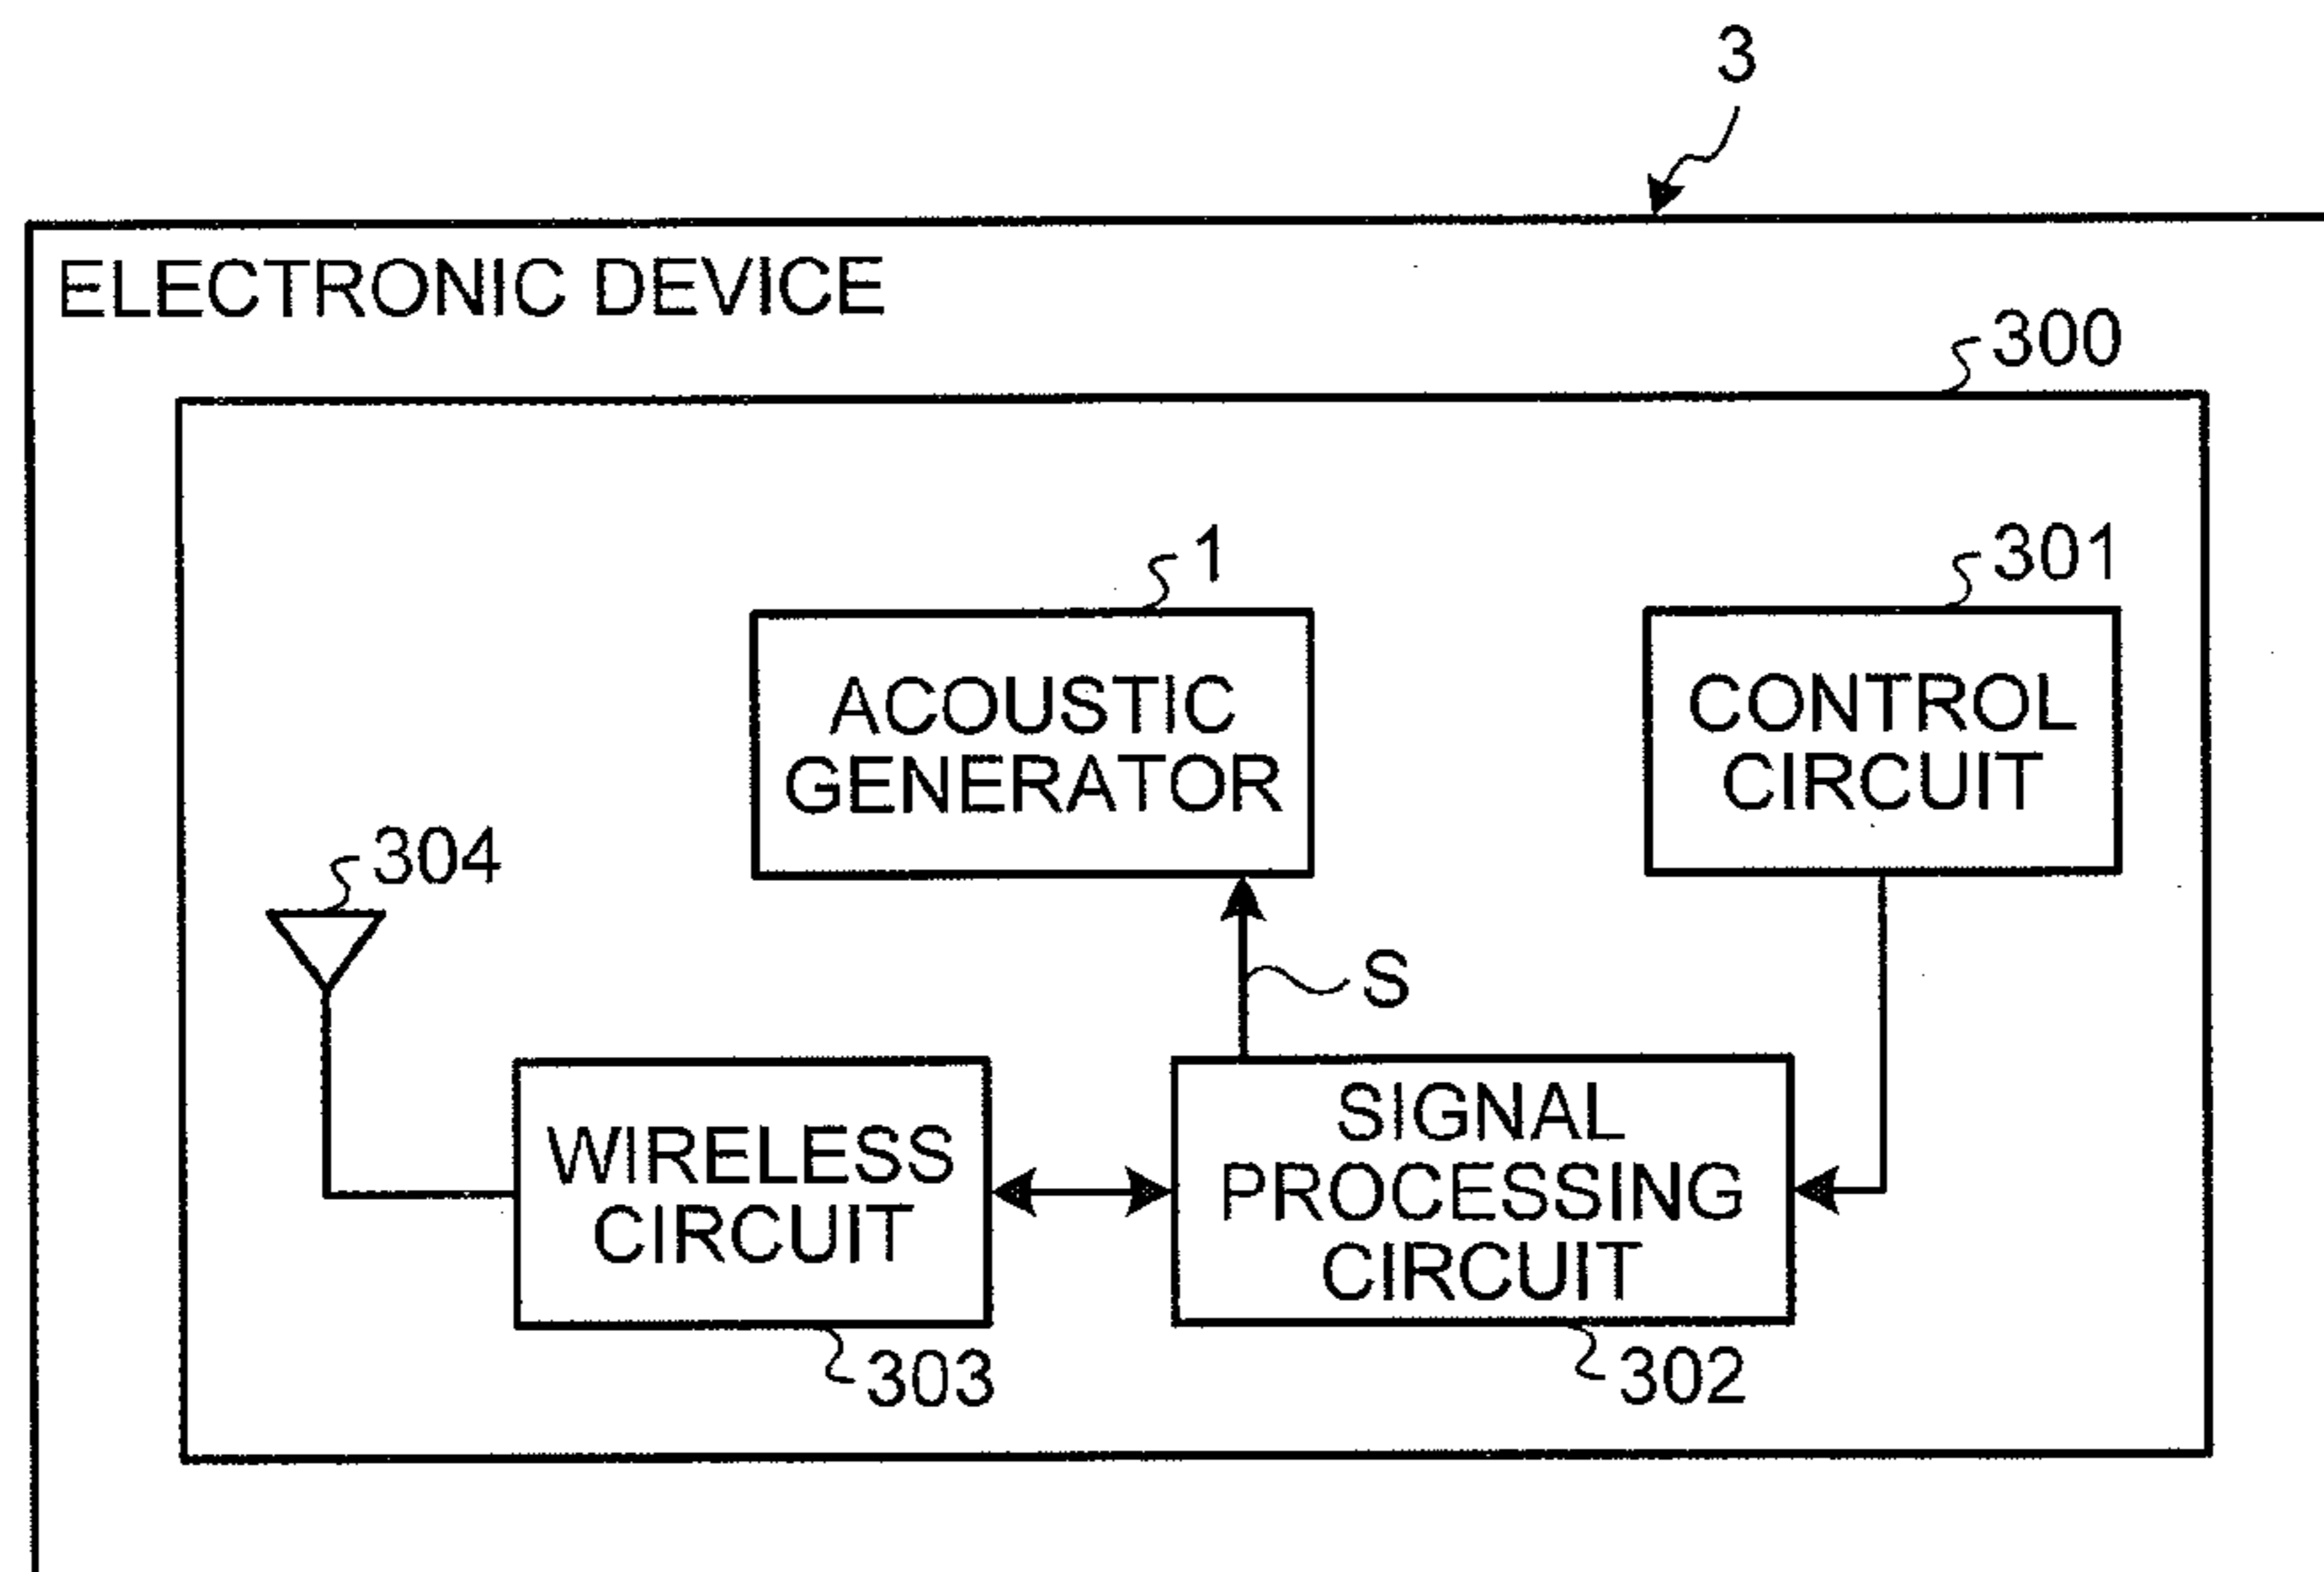 3
ELECTRONIC DEVICE
300
1
301
ACOUSTIC
GENERATOR
CONTROL
CIRCUIT
304
S
WIRELESS
CIRCUIT
SIGNAL
PROCESSING
CIRCUIT
303
302